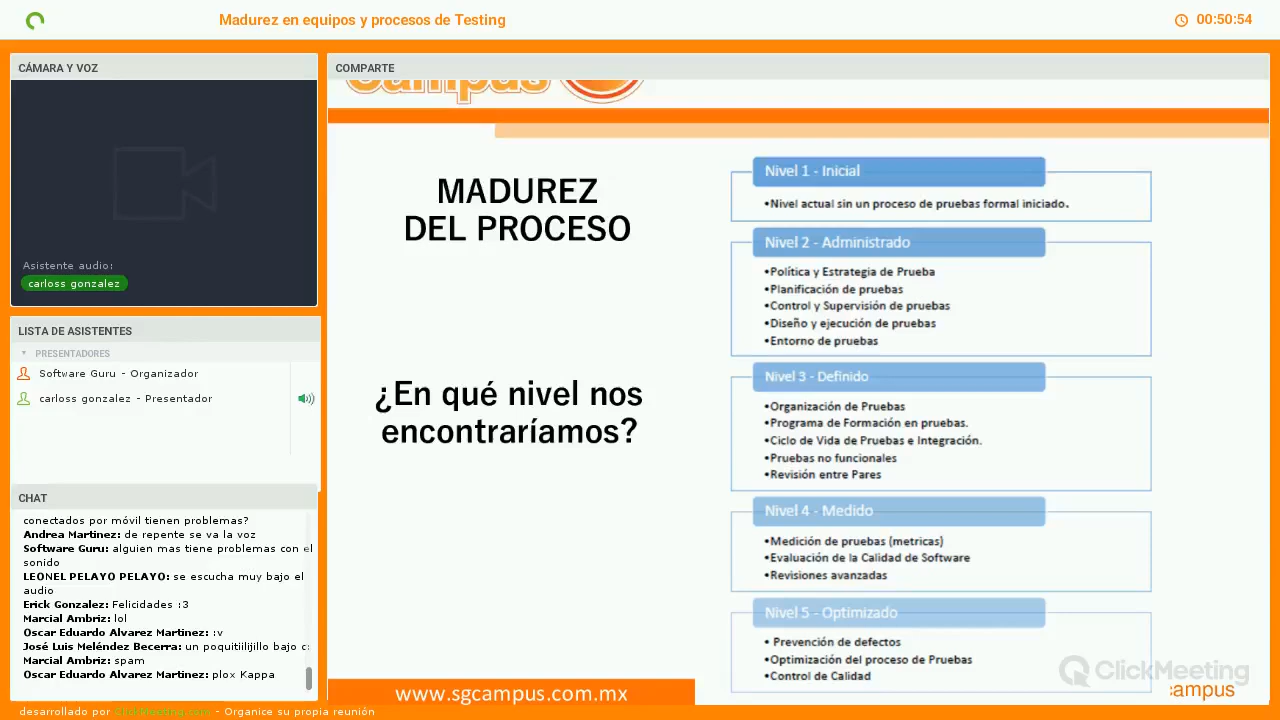 Madurez en equipos y procesos de Testing
00:50:54
CÁMARA Y VOZ
Asistente audio:
carloss gonzalez
LISTA DE ASISTENTES
PRESENTADORES
Software Guru - Organizador
carloss gonzalez - Presentador
CHAT
conectados por móvil tienen problemas?
Andrea Martinez: de repente se va la voz
Software Guru: alguien mas tiene problemas con el
sonido
LEONEL PELAYO PELAYO: se escucha muy bajo el
audio
Erick Gonzalez: Felicidades :3
Marcial Ambriz: lol
Oscar Eduardo Alvarez Martinez: :v
José Luis Meléndez Becerra: un poquitiilijillo bajo c:
Marcial Ambriz: spam
Oscar Eduardo Alvarez Martinez: plox Kappa
desarrollado por ClickMeeting.com - Organice su propia reunión
COMPARTE
Campus
MADUREZ
DEL PROCESO
¿En qué nivel nos
encontraríamos?
Nivel 1 - Inicial
•Nivel actual sin un proceso de pruebas formal iniciado.
Nivel 2 - Administrado
•Política y Estrategia de Prueba
•Planificación de pruebas
•Control y Supervisión de pruebas
•Diseño y ejecución de pruebas
•Entorno de pruebas
Nivel 3 - Definido
•Organización de Pruebas
•Programa de Formación en pruebas.
•Ciclo de Vida de Pruebas e Integración.
•Pruebas no funcionales
•Revisión entre Pares
Nivel 4 - Medido
•Medición de pruebas (metricas)
•Evaluación de la Calidad de Software
•Revisiones avanzadas
Nivel 5 - Optimizado
• Prevención de defectos
•Optimización del proceso de Pruebas
•Control de Calidad
www.sgcampus.com.mx
ClickMeeting
campus